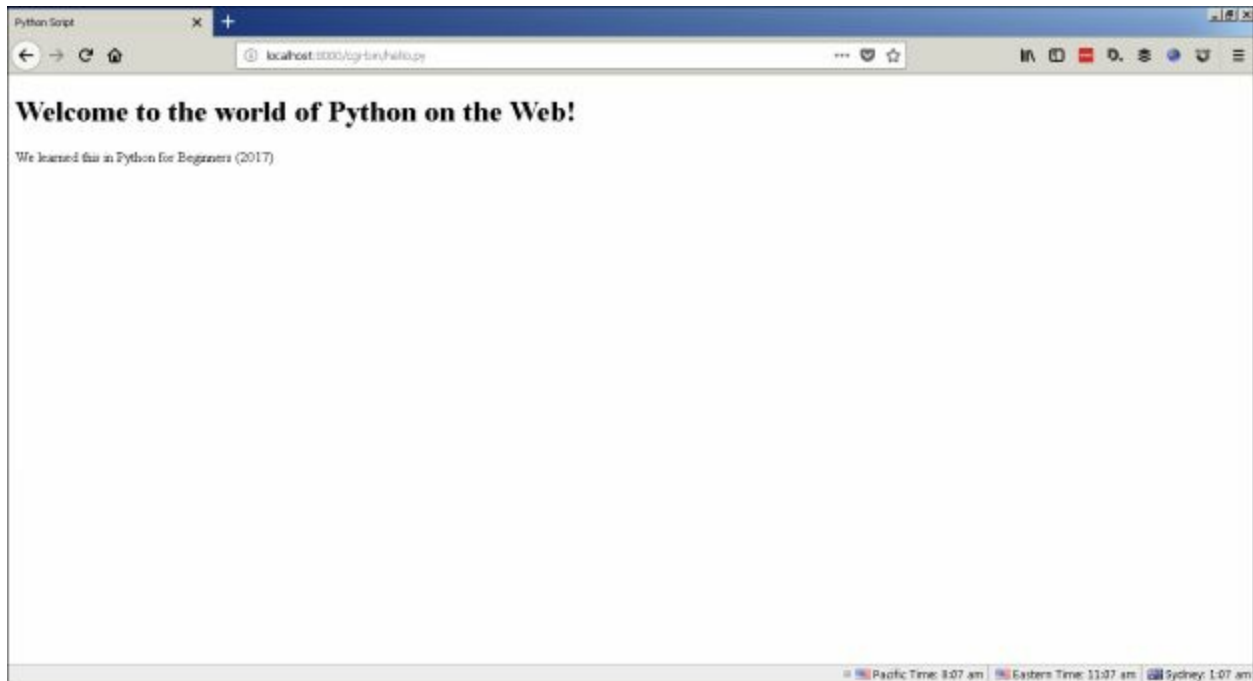 Python Script
localhost:8000/cgi-bin/hello.py
Welcome to the world of Python on the Web!
We learned this in Python for Beginners (2017)
Pacific Time: 8:07 am Eastern Time: 11:07 am Sydney: 1:07 am